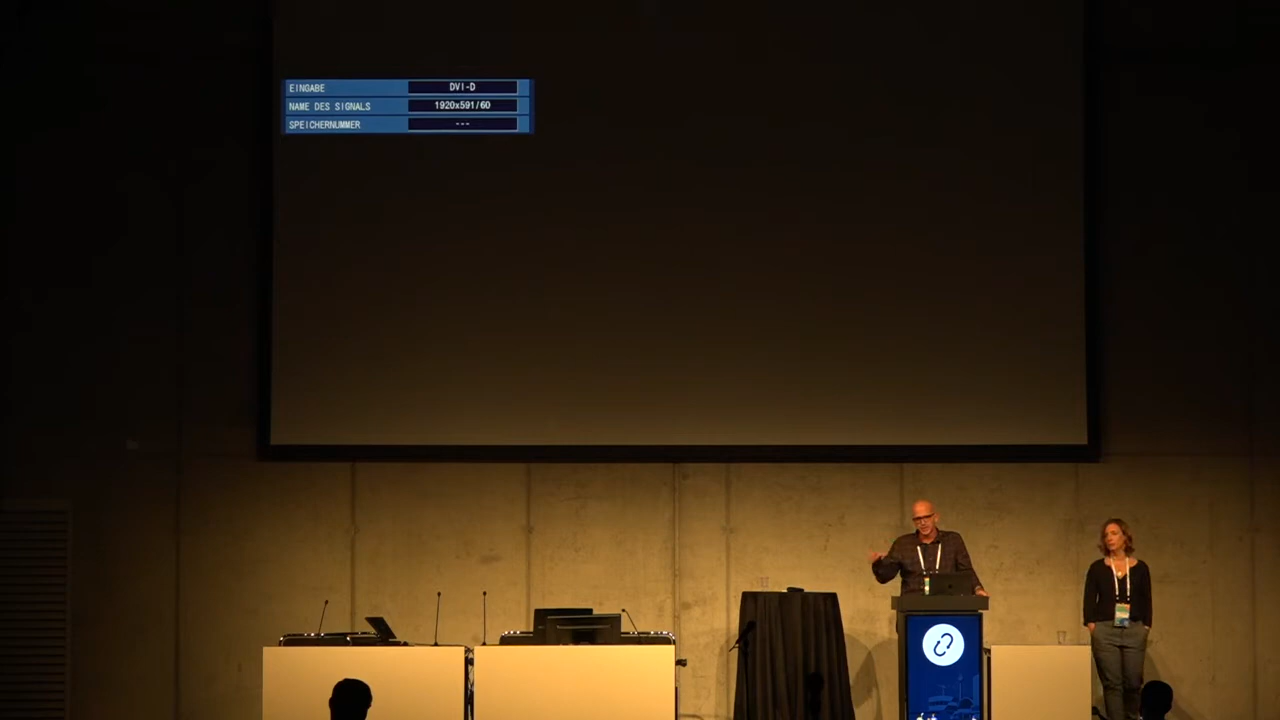 EINGABE DVI-D
NAME DES SIGNALS 1920x591/60
SPEICHERNUMMER ---